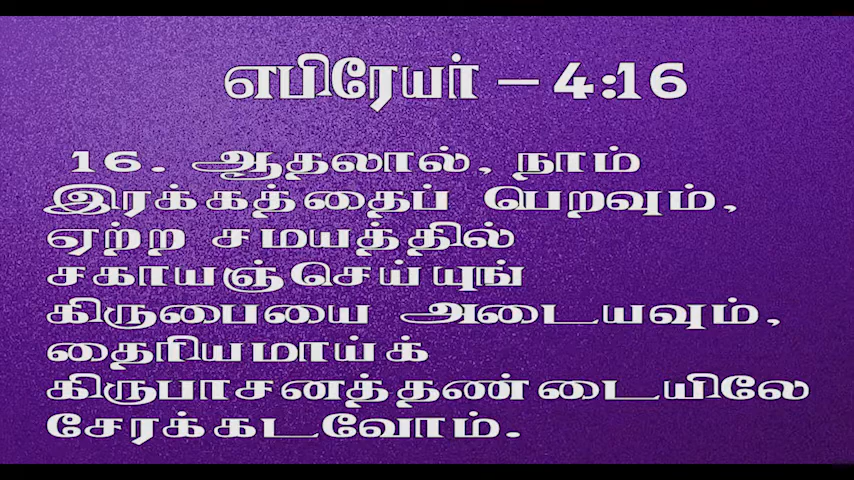 எபிரேயர் – 4:16
16. ஆதலால், நாம்
இரக்கத்தைப் பெறவும்,
ஏற்ற சமயத்தில்
சகாயஞ்செய்யுங்
கிருபையை அடையவும்,
தைரியமாய்க்
கிருபாசனத்தண்டையிலே
சேரக்கடவோம்.